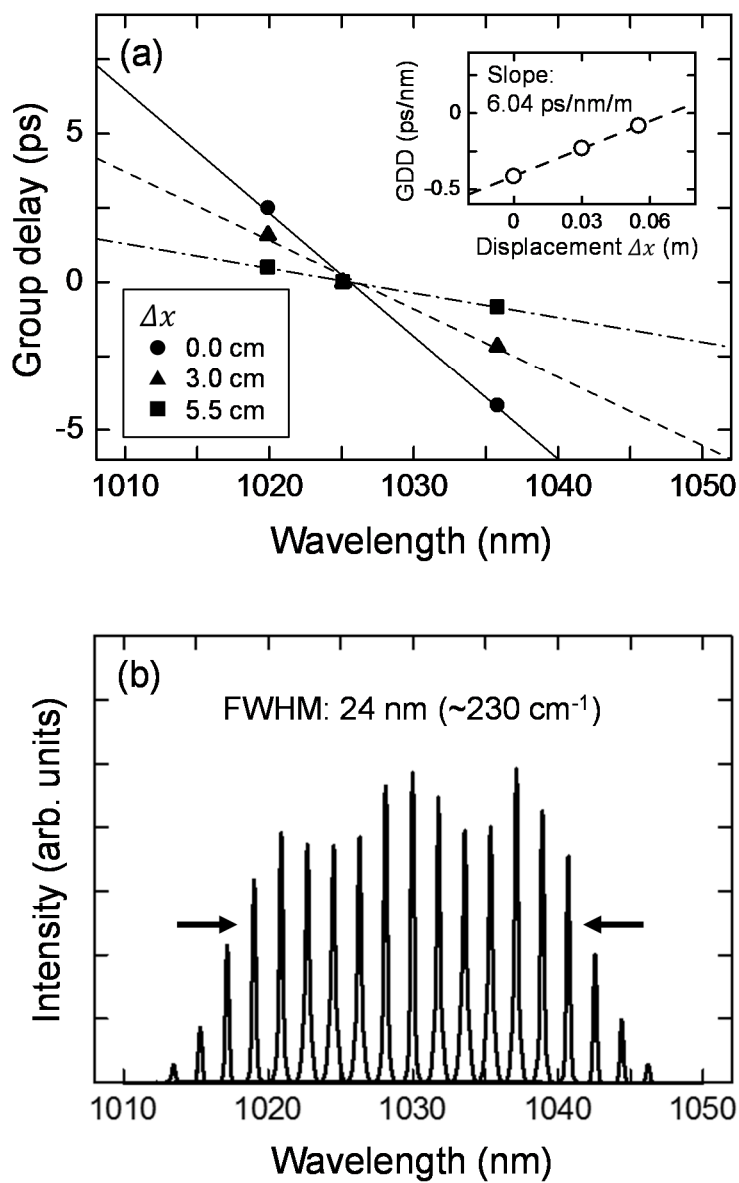 (a)
Slope:
6.04 ps/nm/m
GDD (ps/nm)
0
-0.5
0 0.03 0.06
Displacement Δx (m)
Group delay (ps)
5
0
-5
Δx
0.0 cm
3.0 cm
5.5 cm
1010 1020 1030 1040 1050
Wavelength (nm)
(b)
FWHM: 24 nm (~230 cm-1)
Intensity (arb. units)
1010 1020 1030 1040 1050
Wavelength (nm)